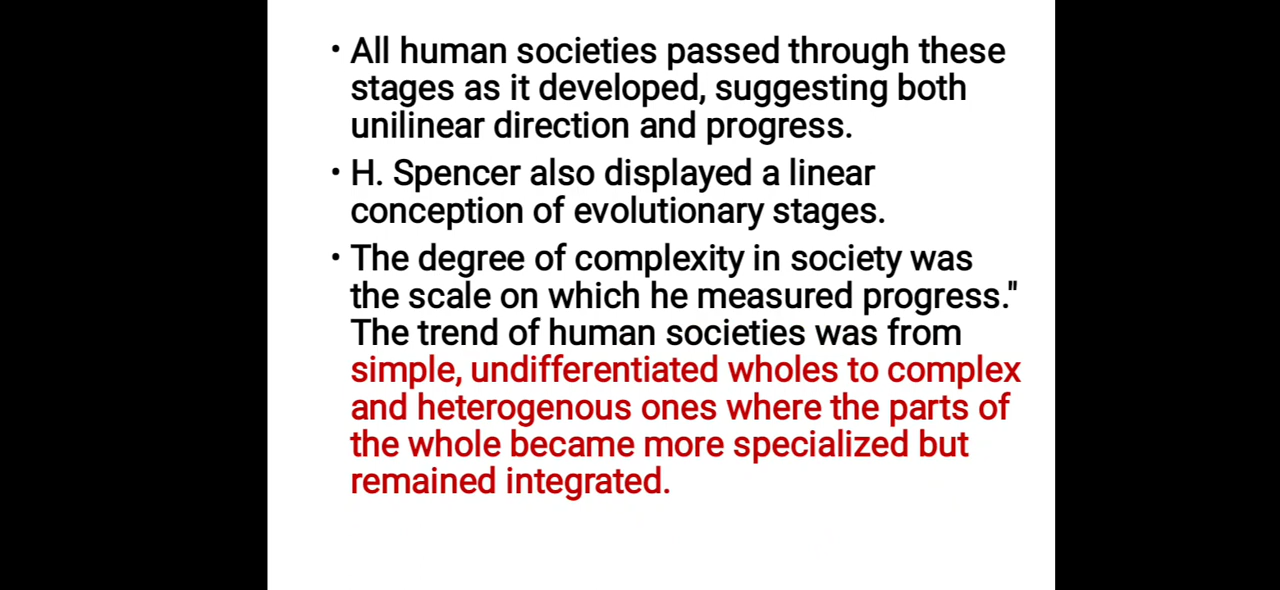 • All human societies passed through these
stages as it developed, suggesting both
unilinear direction and progress.
• H. Spencer also displayed a linear
conception of evolutionary stages.
• The degree of complexity in society was
the scale on which he measured progress."
The trend of human societies was from
simple, undifferentiated wholes to complex
and heterogenous ones where the parts of
the whole became more specialized but
remained integrated.